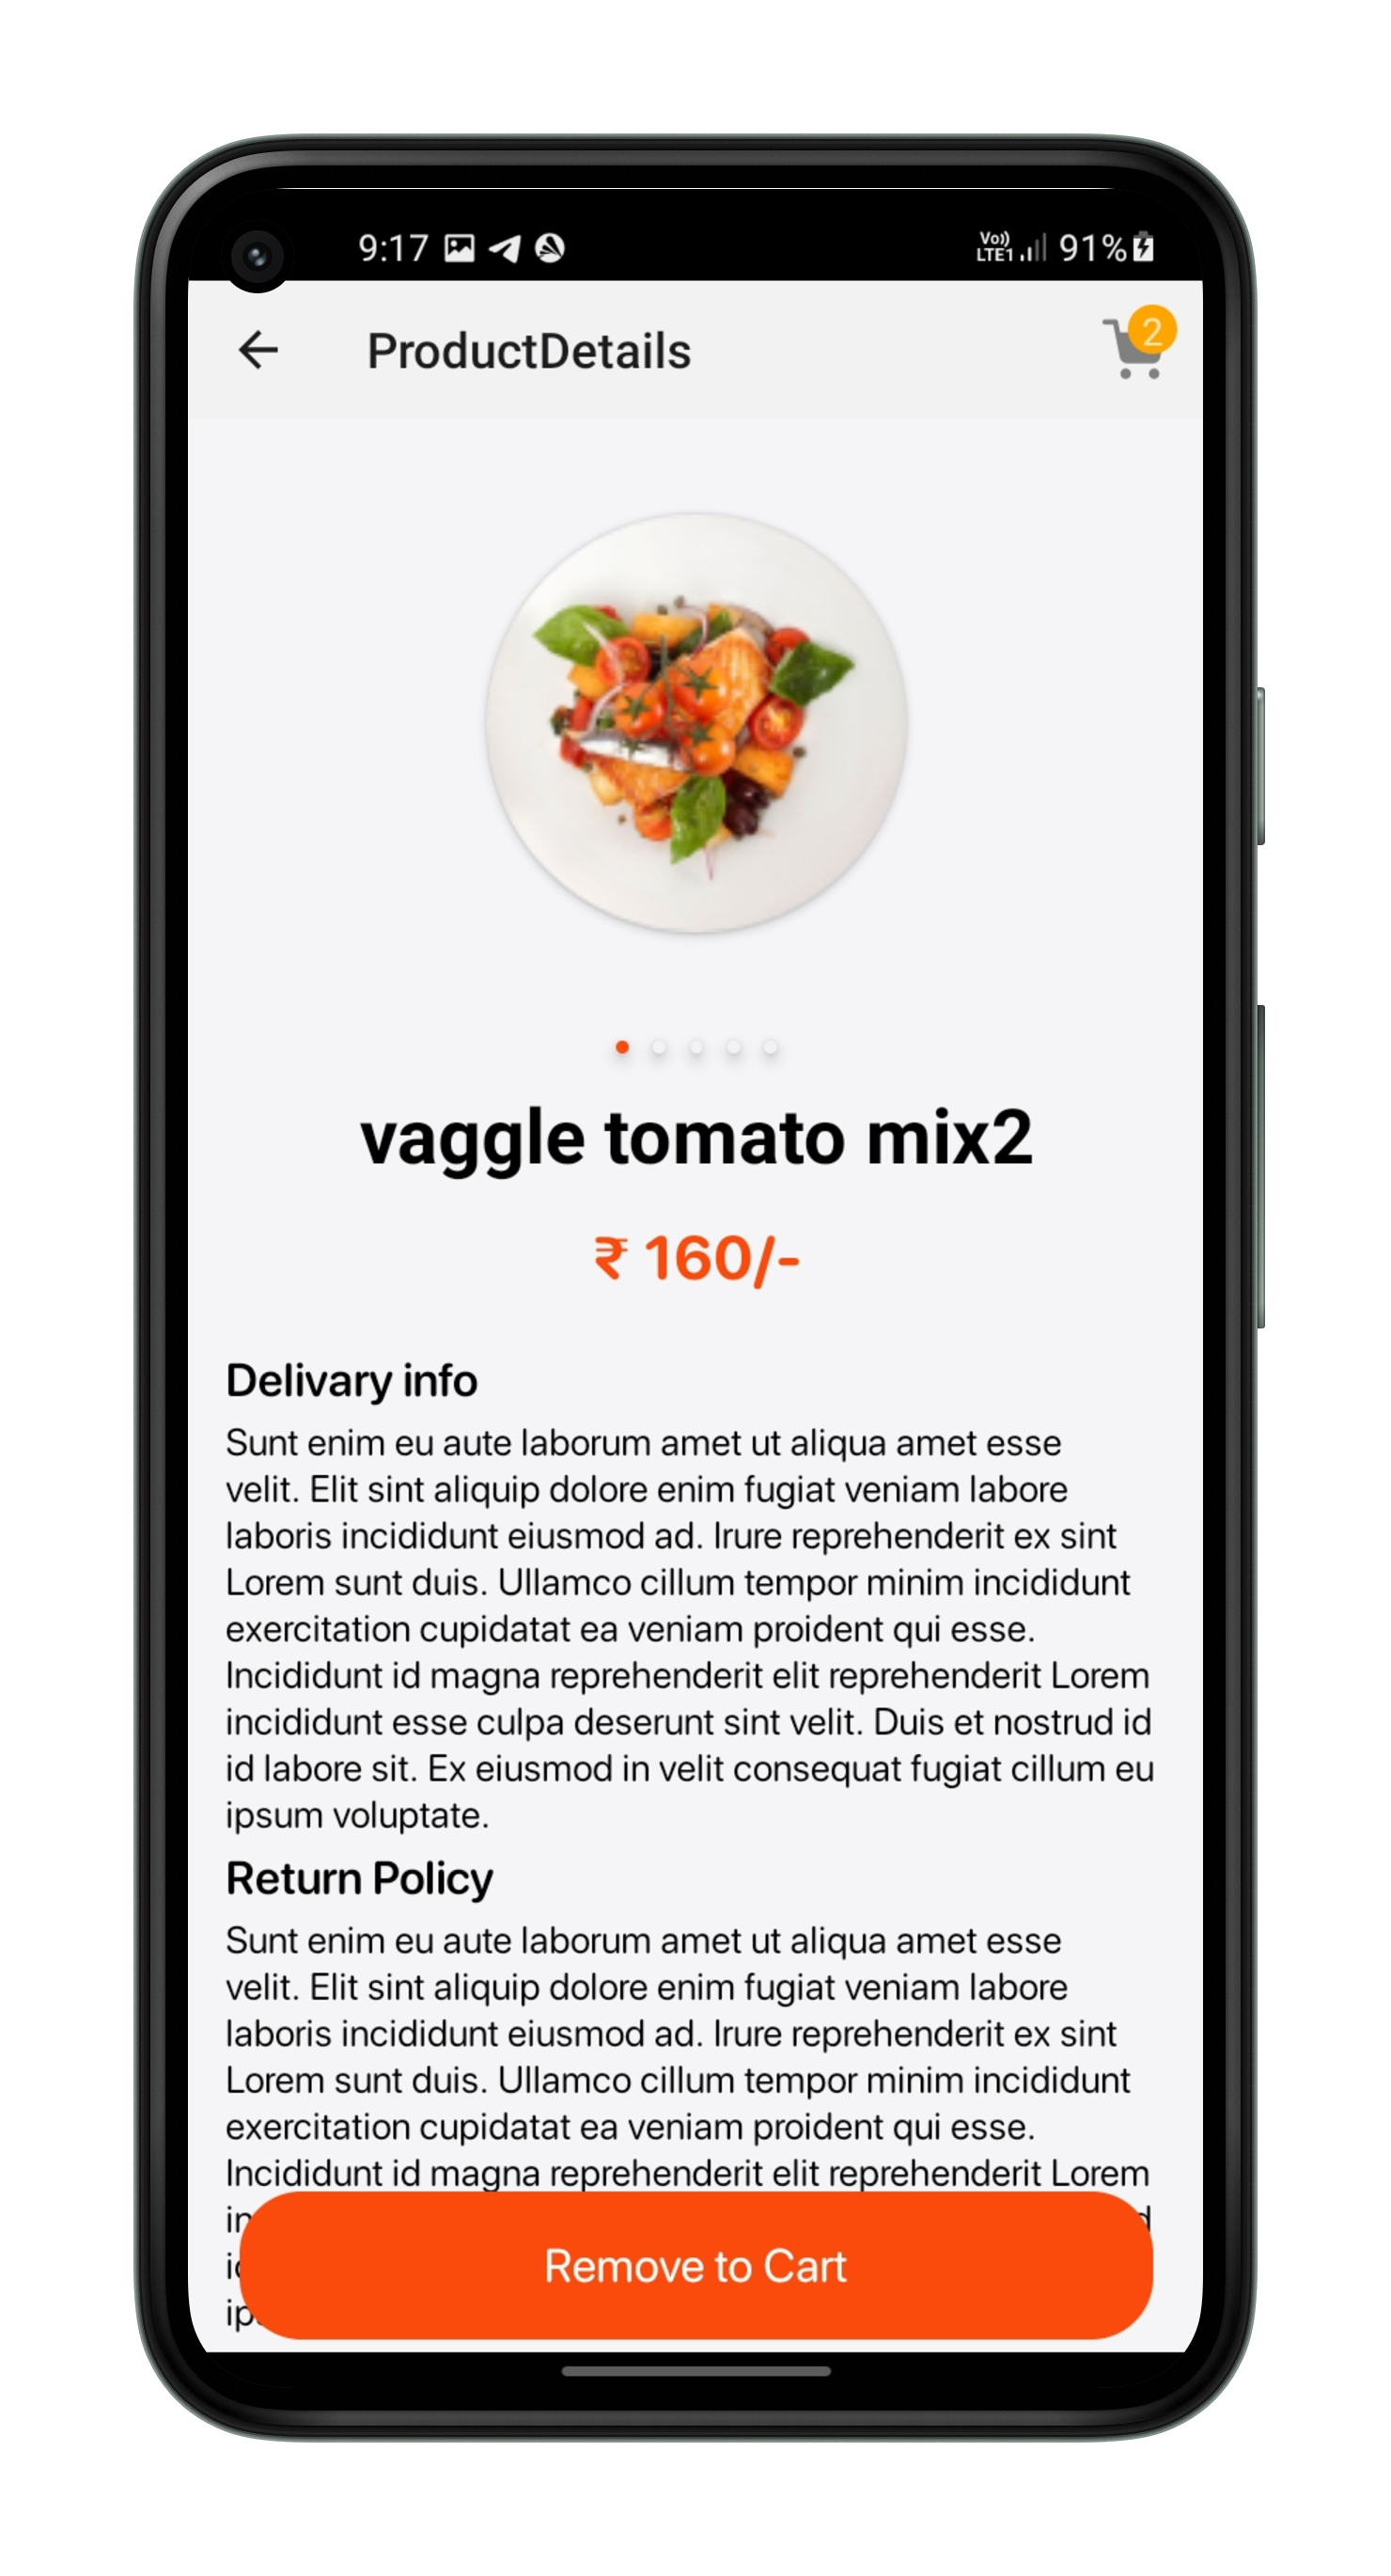 9:17 Vo)) LTE1 91%
ProductDetails 2
vaggle tomato mix2
₹ 160/-
Delivary info
Sunt enim eu aute laborum amet ut aliqua amet esse
velit. Elit sint aliquip dolore enim fugiat veniam labore
laboris incididunt eiusmod ad. Irure reprehenderit ex sint
Lorem sunt duis. Ullamco cillum tempor minim incididunt
exercitation cupidatat ea veniam proident qui esse.
Incididunt id magna reprehenderit elit reprehenderit Lorem
incididunt esse culpa deserunt sint velit. Duis et nostrud id
id labore sit. Ex eiusmod in velit consequat fugiat cillum eu
ipsum voluptate.
Return Policy
Sunt enim eu aute laborum amet ut aliqua amet esse
velit. Elit sint aliquip dolore enim fugiat veniam labore
laboris incididunt eiusmod ad. Irure reprehenderit ex sint
Lorem sunt duis. Ullamco cillum tempor minim incididunt
exercitation cupidatat ea veniam proident qui esse.
Incididunt id magna reprehenderit elit reprehenderit Lorem
Remove to Cart